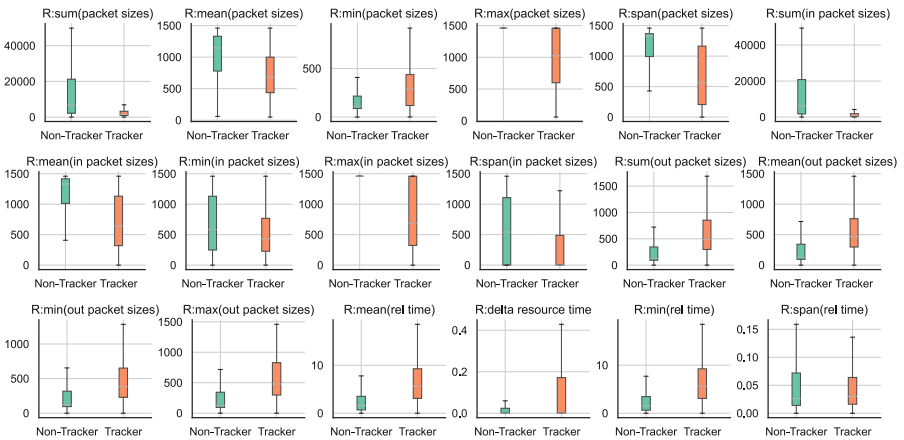 R:sum(packet sizes) R:mean(packet sizes) R:min(packet sizes) R:max(packet sizes) R:span(packet sizes) R:sum(in packet sizes)
40000 20000 0 1500 1000 500 0 500 0 1000 500 0 1500 1000 500 0 40000 20000 0
Non-Tracker Tracker Non-Tracker Tracker Non-Tracker Tracker Non-Tracker Tracker Non-Tracker Tracker Non-Tracker Tracker
R:mean(in packet sizes) R:min(in packet sizes) R:max(in packet sizes) R:span(in packet sizes) R:sum(out packet sizes) R:mean(out packet sizes)
1500 1000 500 0 1500 1000 500 0 1500 1000 500 0 1500 1000 500 0 1500 1000 500 0 1500 1000 500 0
Non-Tracker Tracker Non-Tracker Tracker Non-Tracker Tracker Non-Tracker Tracker Non-Tracker Tracker Non-Tracker Tracker
R:min(out packet sizes) R:max(out packet sizes) R:mean(rel time) R:delta resource time R:min(rel time) R:span(rel time)
1000 500 0 1500 1000 500 0 10 0 0,4 0,2 0,0 10 0 0,15 0,10 0,05 0,00
Non-Tracker Tracker Non-Tracker Tracker Non-Tracker Tracker Non-Tracker Tracker Non-Tracker Tracker Non-Tracker Tracker